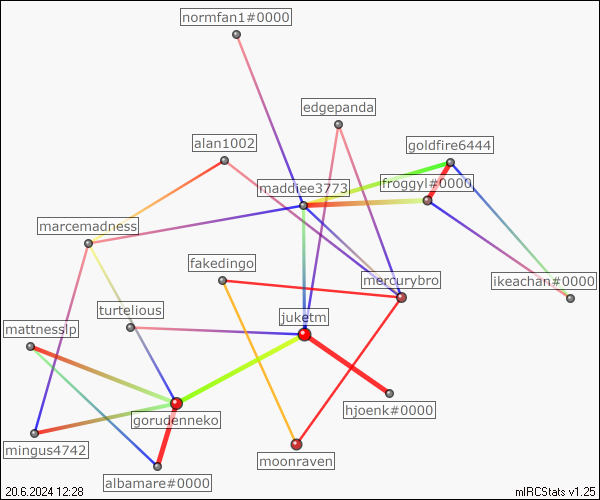 normfan1#0000
edgepanda
alan1002
goldfire6444
maddiee3773
froggyl#0000
marcemadness
fakedingo
mercurybro
ikeachan#0000
turtelious
juketm
mattnesslp
hjoenk#0000
gorudenneko
mingus4742
moonraven
albamare#0000
20.6.2024 12:28
mIRCStats v1.25